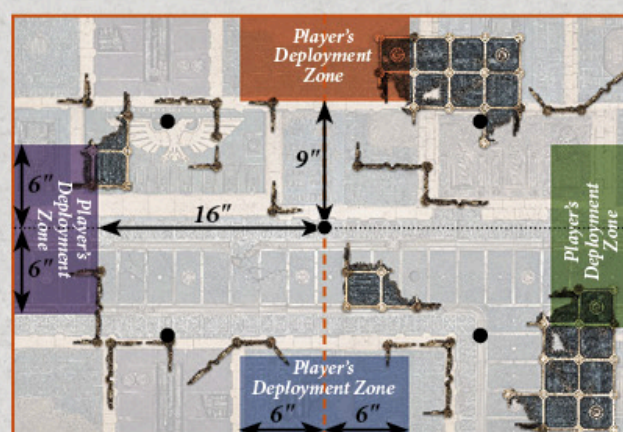 Player's
Deployment
Zone
9"
6"
Player's
Deployment
Zone
16"
6"
Player's
Deployment
Zone
Player's
Deployment Zone
6"
6"